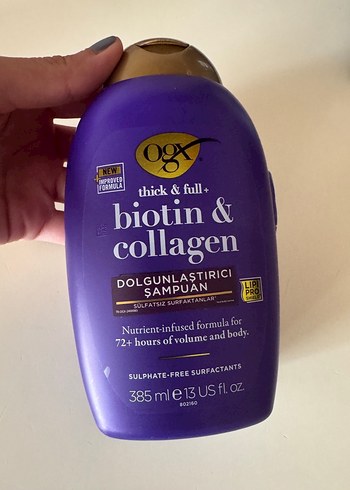 ogx
NEW
IMPROVED
FORMULA
thick & full+
biotin &
collagen
DOLGUNLAŞTIRICI
ŞAMPUAN
SÜLFATSIZ SURFAKTANLAR
LIPI
PRO
Nutrient-infused formula for
72+ hours of volume and body.
SULPHATE-FREE SURFACTANTS
385 ml e 13 US fl. oz.
802160